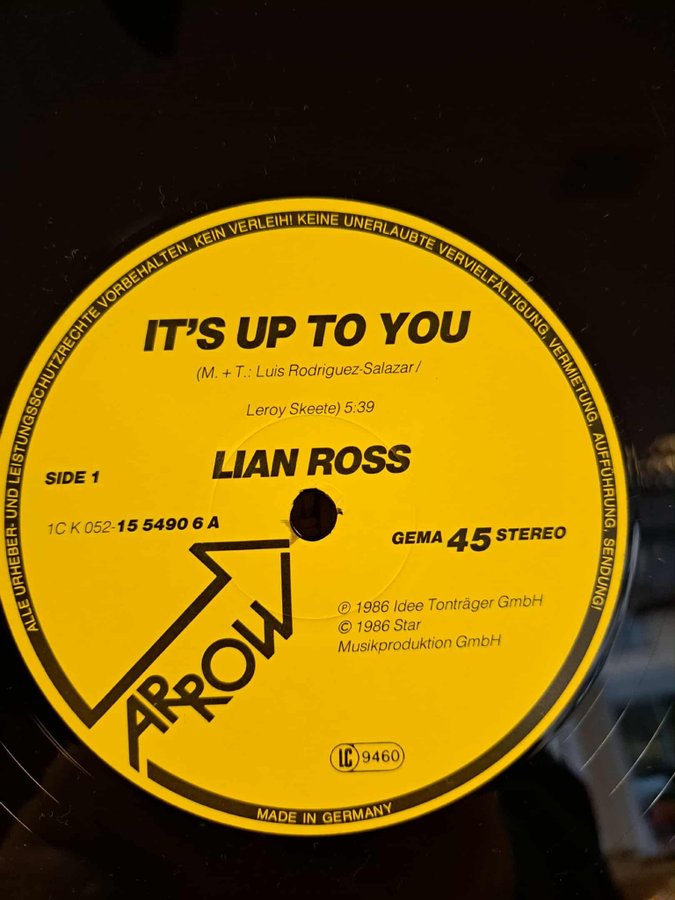 ALLE URHEBER- UND LEISTUNGSSCHUTZRECHTE VORBEHALTEN. KEIN VERLEIH! KEINE UNERLAUBTE VERVIELFÄLTIGUNG, VERMIETUNG, AUFFÜHRUNG, SENDUNG!
IT'S UP TO YOU
(M. + T.: Luis Rodriguez-Salazar /
Leroy Skeete) 5:39
LIAN ROSS
SIDE 1
1C K 052-15 5490 6 A
GEMA 45 STEREO
ARROW
℗ 1986 Idee Tonträger GmbH
© 1986 Star
Musikproduktion GmbH
LC 9460
MADE IN GERMANY